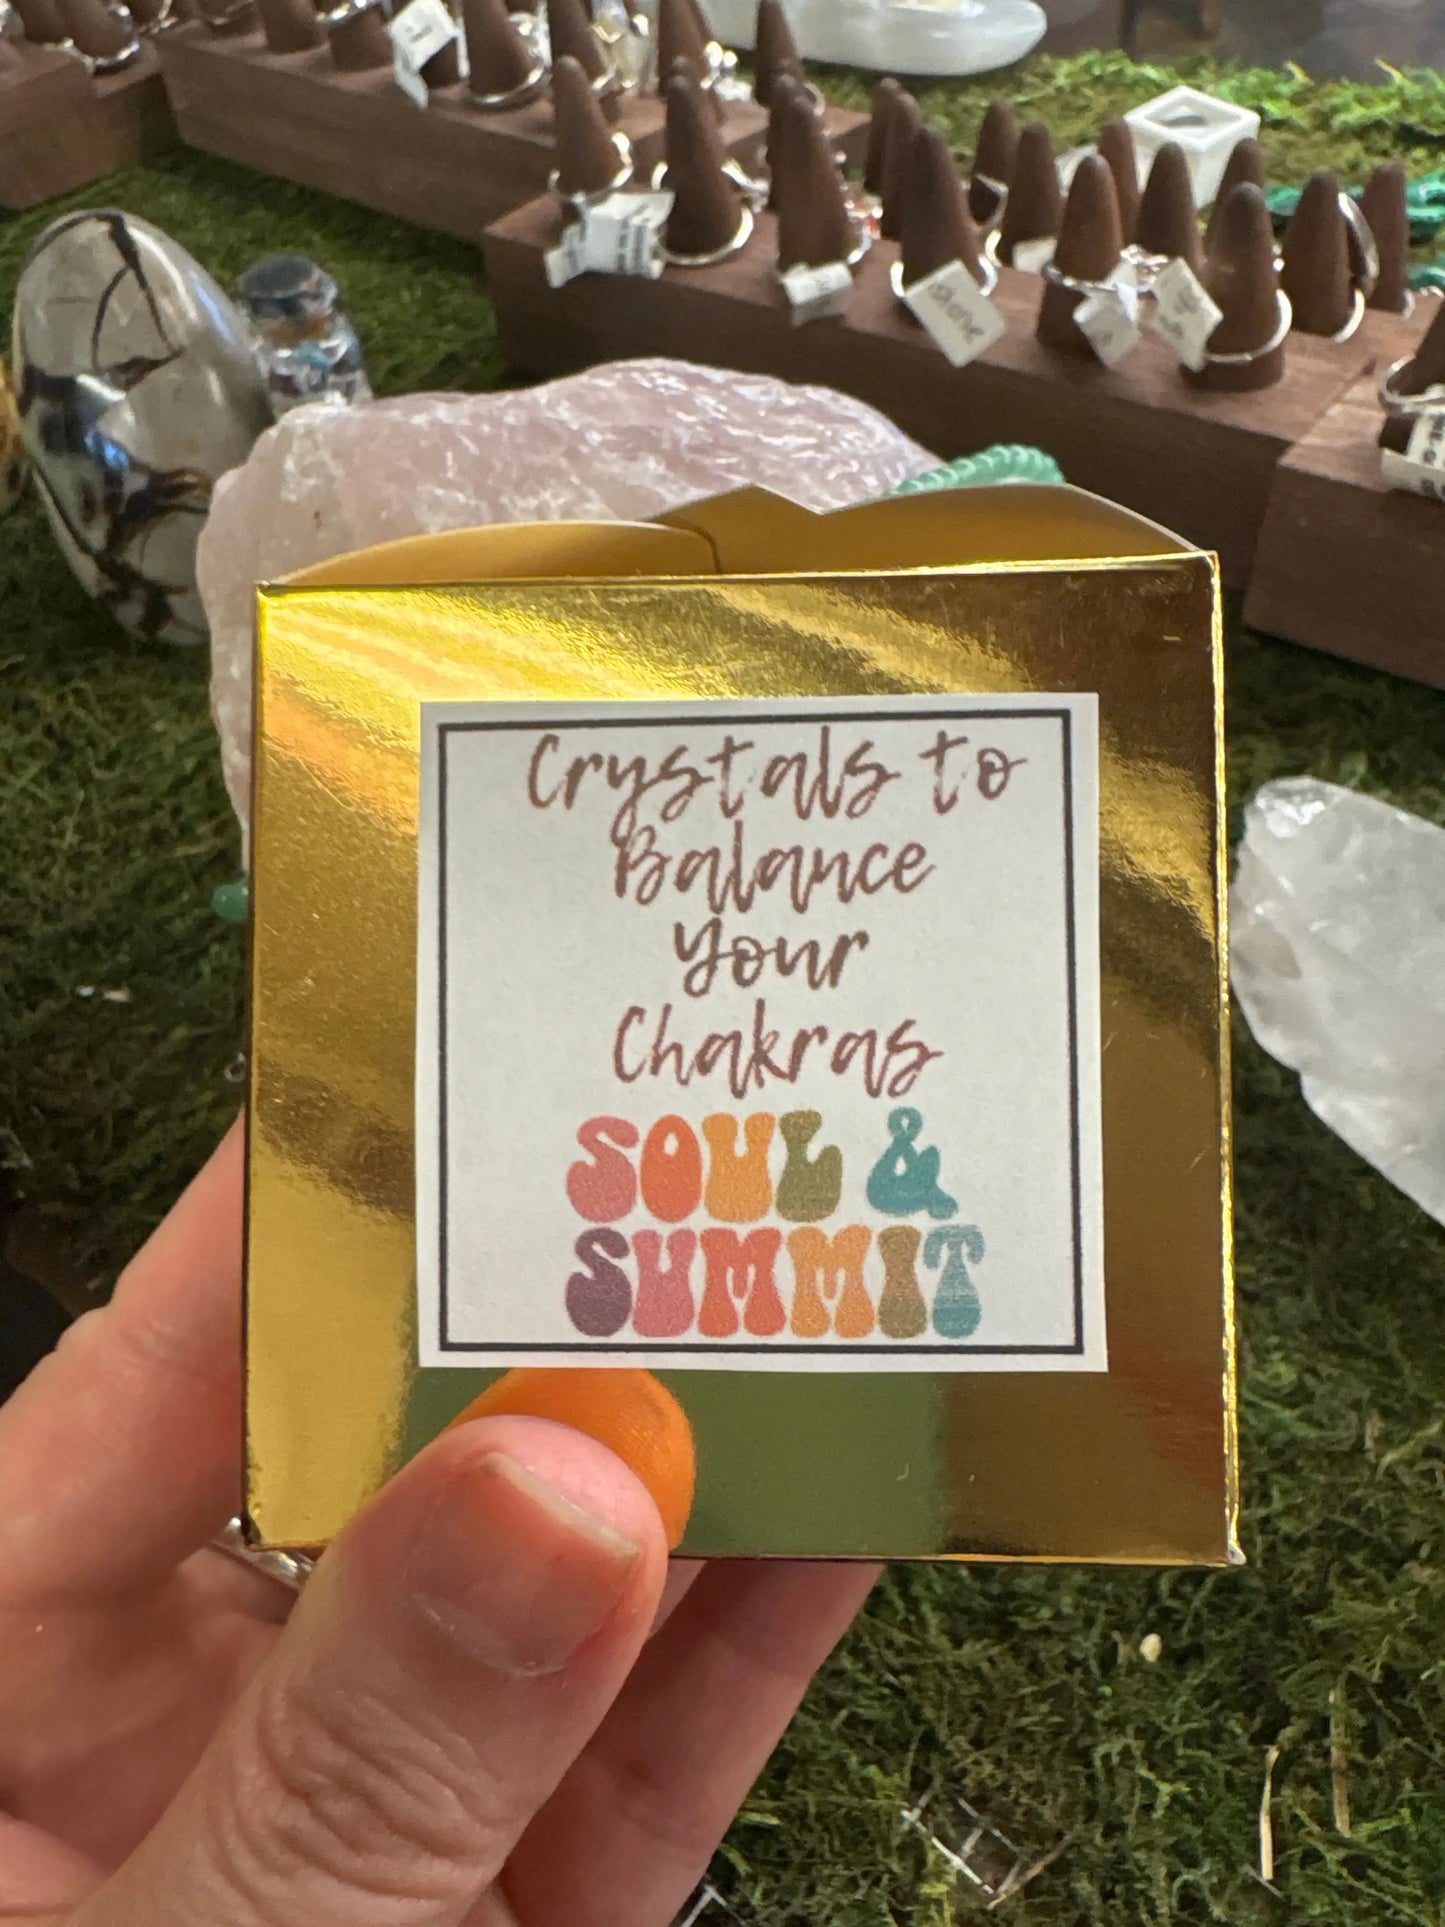 Crystals to
Balance
Your
Chakras
SOUL &
SUMMIT